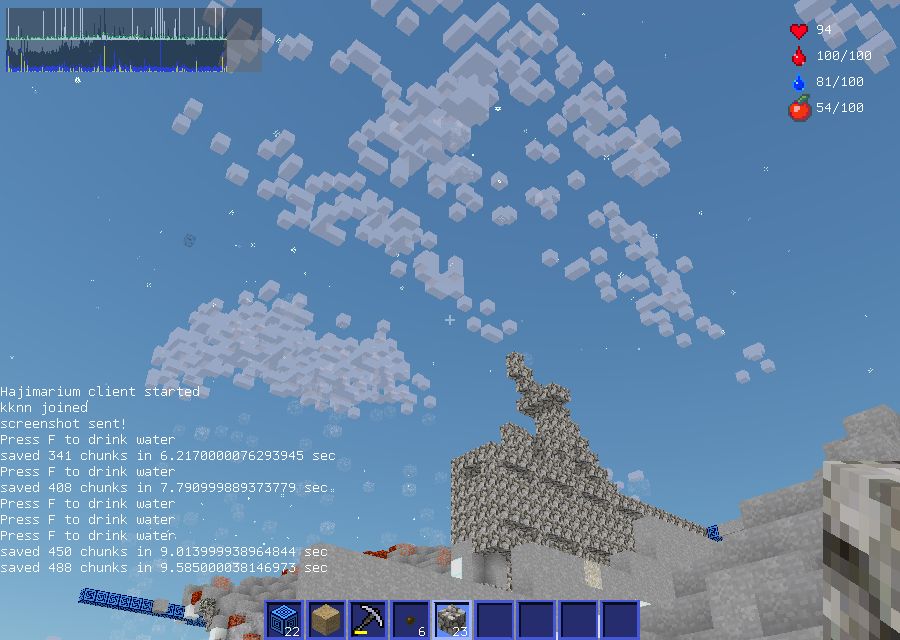 94
100/100
81/100
54/100
Hajimarium client started
kknn joined
screenshot sent!
Press F to drink water
saved 341 chunks in 6.2170000076293945 sec
Press F to drink water
saved 408 chunks in 7.790999889373779 sec
Press F to drink water
Press F to drink water
Press F to drink water
saved 450 chunks in 9.013999938964844 sec
saved 488 chunks in 9.585000038146973 sec
22
6
23